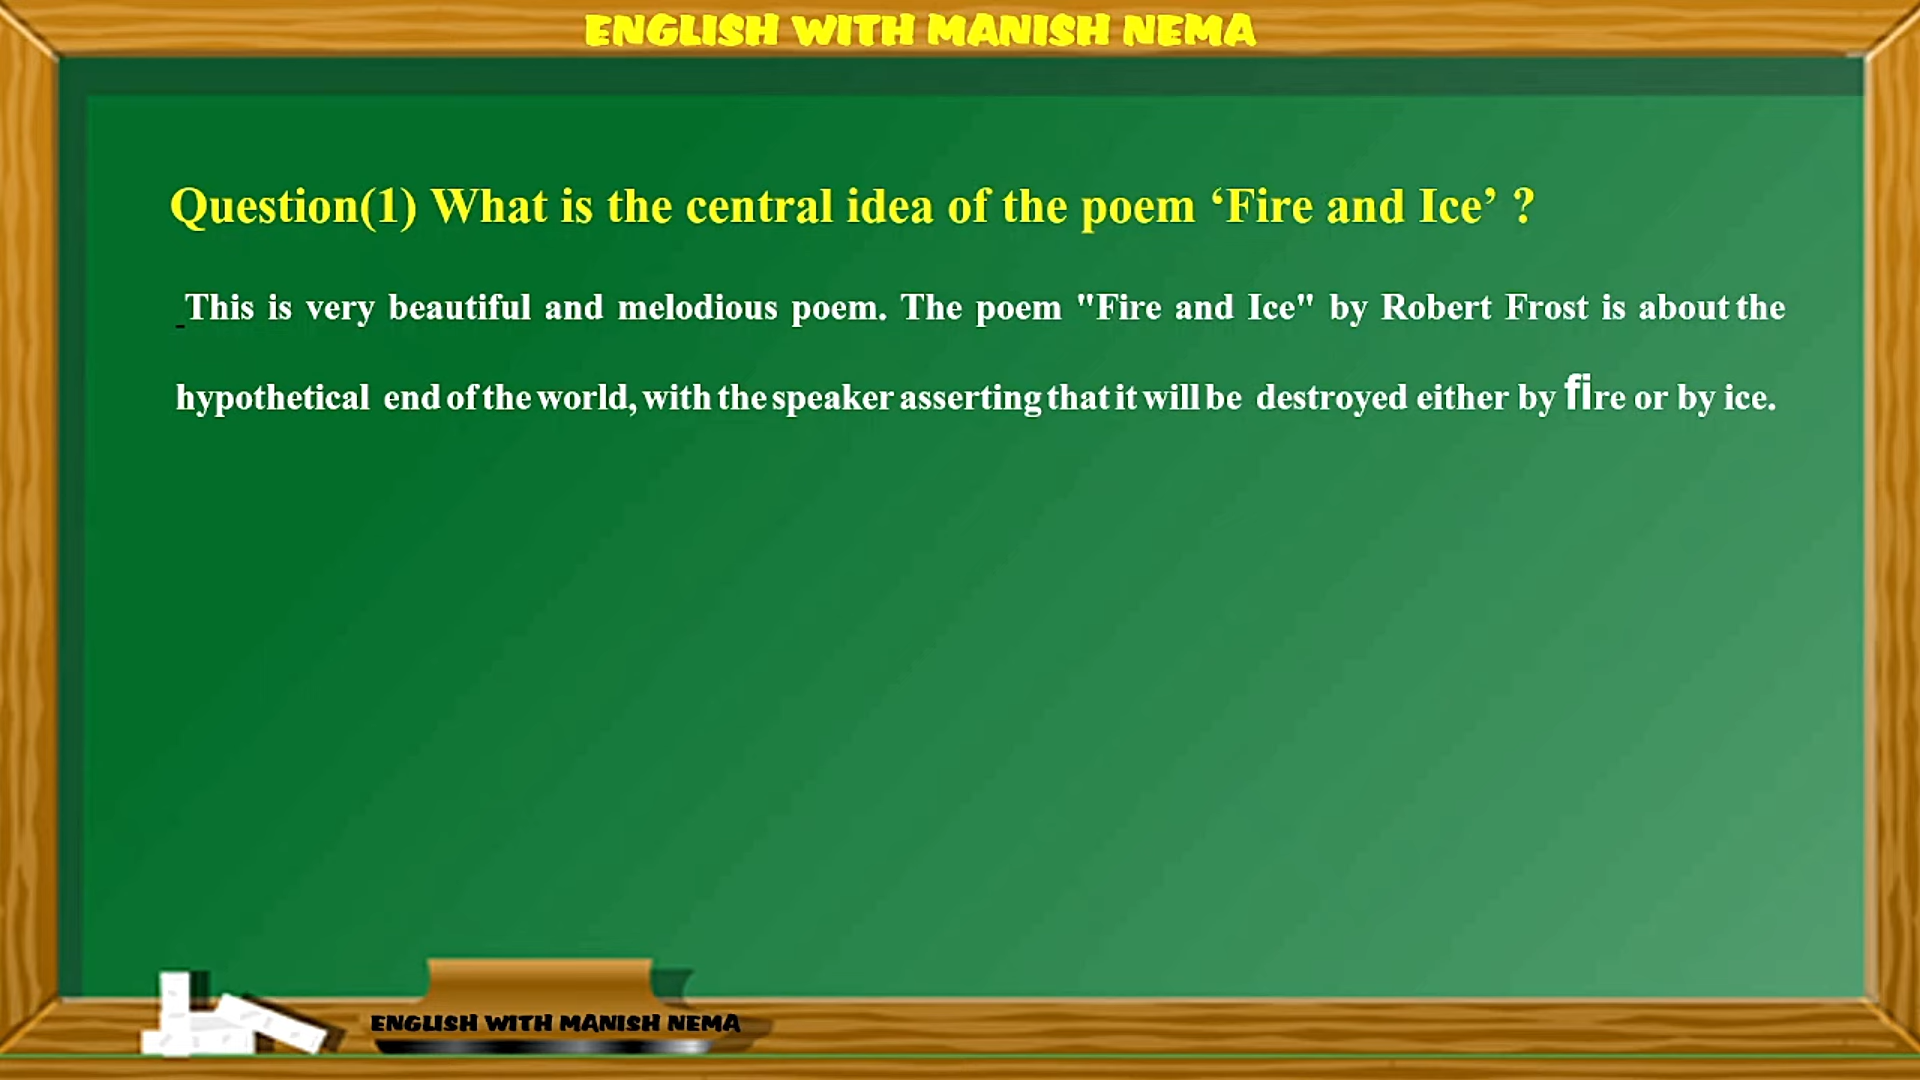 ENGLISH WITH MANISH NEMA
Question(1) What is the central idea of the poem ‘Fire and Ice’ ?
This is very beautiful and melodious poem. The poem "Fire and Ice" by Robert Frost is about the
hypothetical end of the world, with the speaker asserting that it will be destroyed either by fire or by ice.
ENGLISH WITH MANISH NEMA